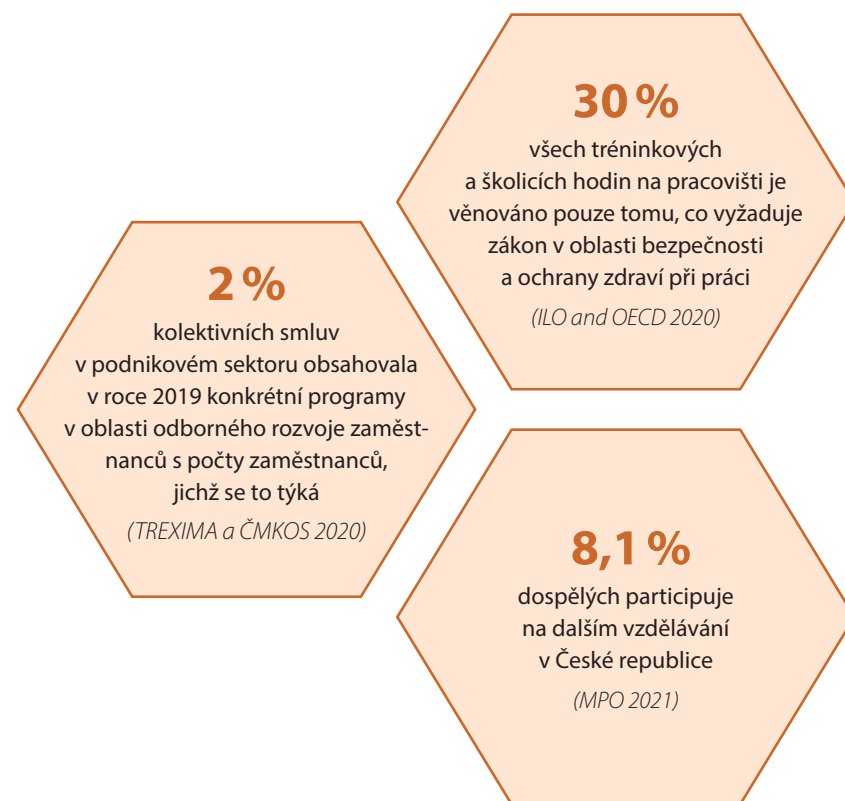 30 %
všech tréninkových
a školicích hodin na pracovišti je
věnováno pouze tomu, co vyžaduje
zákon v oblasti bezpečnosti
a ochrany zdraví při práci
(ILO and OECD 2020)
2 %
kolektivních smluv
v podnikovém sektoru obsahovala
v roce 2019 konkrétní programy
v oblasti odborného rozvoje zaměst-
nanců s počty zaměstnanců,
jichž se to týká
(TREXIMA a ČMKOS 2020)
8,1 %
dospělých participuje
na dalším vzdělávání
v České republice
(MPO 2021)